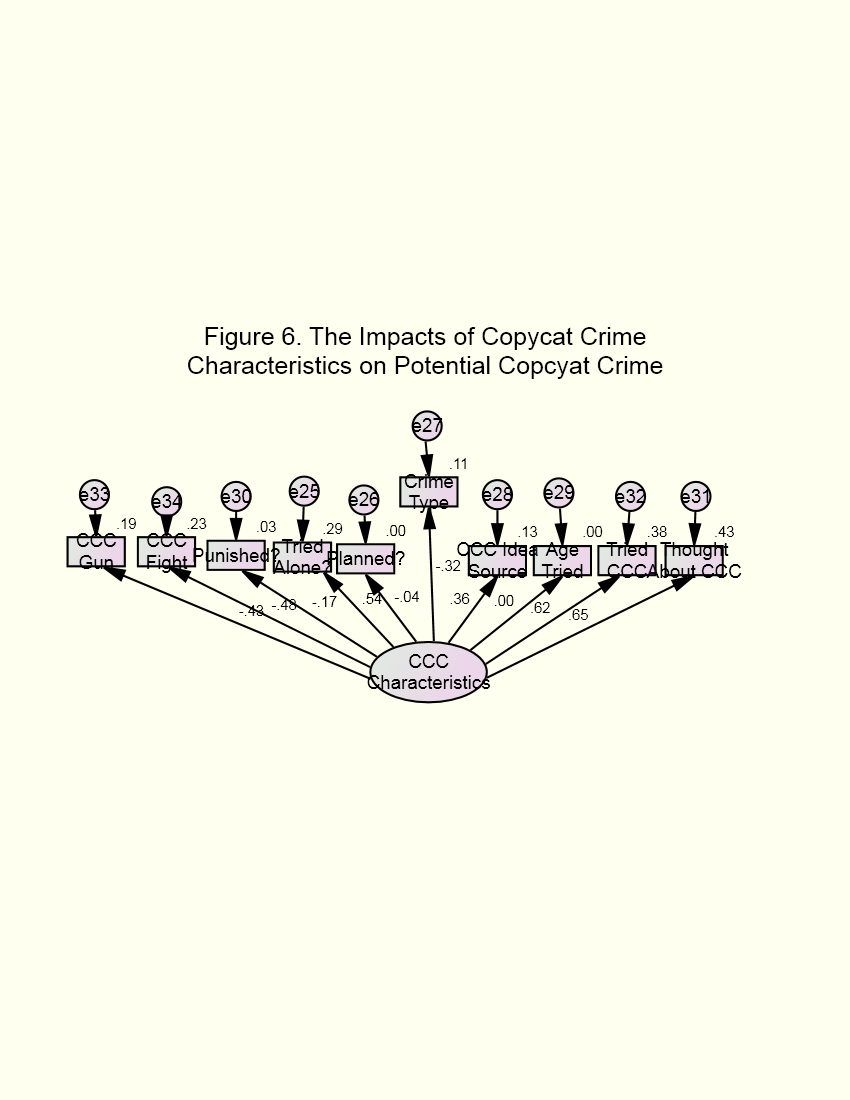 Figure 6. The Impacts of Copycat Crime
Characteristics on Potential Copcyat Crime
e27
.11
Crime
Type
e33
e34
e30
e25
e26
e28
e29
e32
e31
.19
.23
.03
.29
.00
.13
.00
.38
.43
CCC
Gun
CCC
Fight
Punished?
Tried
Alone?
Planned?
CCC Idea
Source
Age
Tried
Tried
CCC
Thought
About CCC
-.43
-.48
-.17
.54
-.04
-.32
.36
.00
.62
.65
CCC
Characteristics